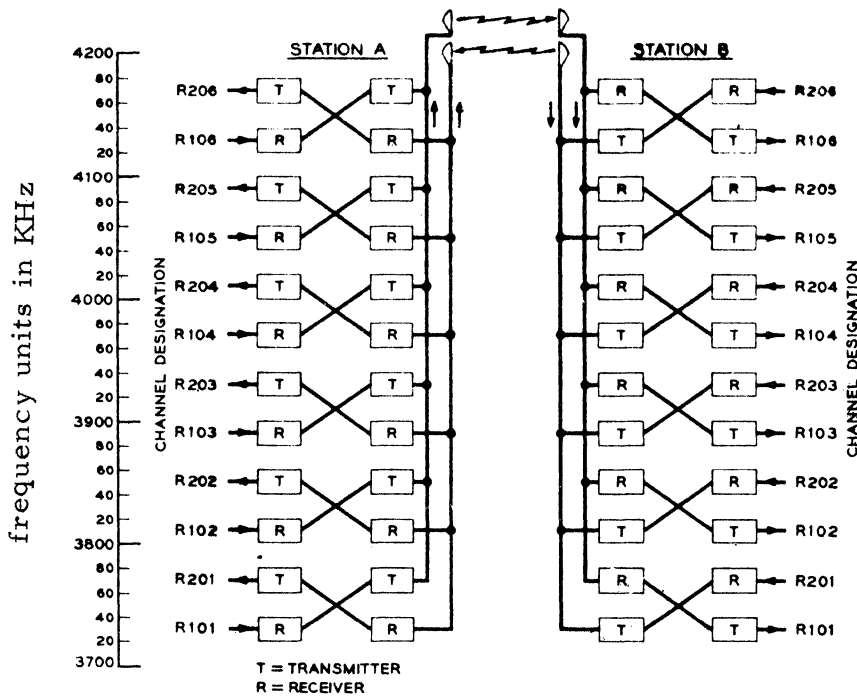 STATION A
STATION B
frequency units in KHz
4200
80
60
40
20
4100
80
60
40
20
4000
80
60
40
20
3900
80
60
40
20
3800
80
60
40
20
3700
CHANNEL DESIGNATION
R206 T T
R106 R R
R205 T T
R105 R R
R204 T T
R104 R R
R203 T T
R103 R R
R202 T T
R102 R R
R201 T T
R101 R R
R R R206
T T R106
R R R205
T T R105
R R R204
T T R104
R R R203
T T R103
R R R202
T T R102
R R R201
T T R101
CHANNEL DESIGNATION
T = TRANSMITTER
R = RECEIVER